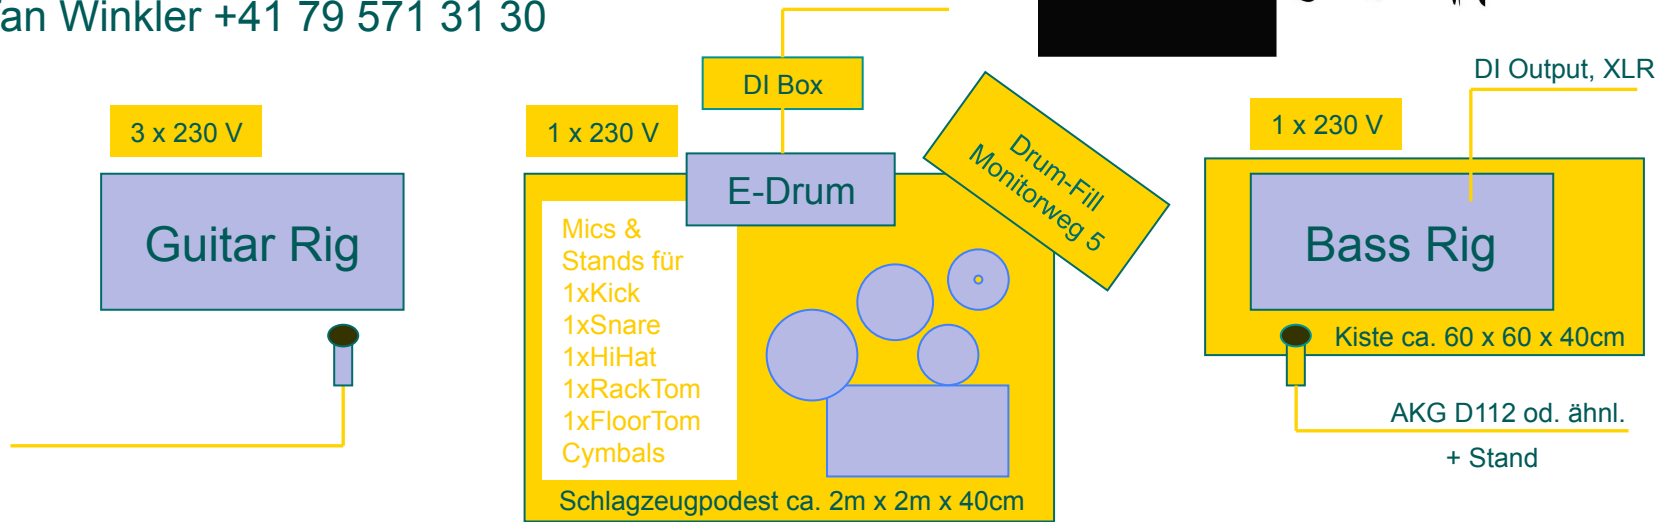 an Winkler +41 79 571 31 30
DI Output, XLR
DI Box
3 x 230 V
1 x 230 V
1 x 230 V
Drum-Fill
Monitorweg 5
Guitar Rig
E-Drum
Bass Rig
Mics &
Stands für
1xKick
1xSnare
1xHiHat
1xRackTom
1xFloorTom
Cymbals
Kiste ca. 60 x 60 x 40cm
AKG D112 od. ähnl.
+ Stand
Schlagzeugpodest ca. 2m x 2m x 40cm